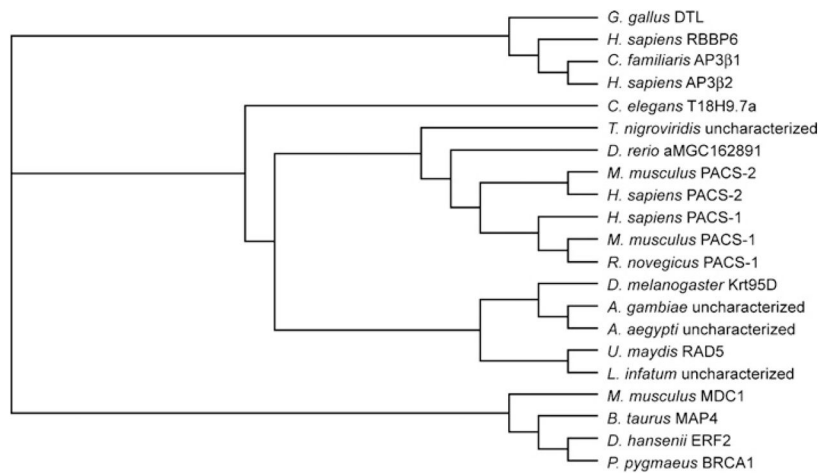 G. gallus DTL
H. sapiens RBBP6
C. familiaris AP3β1
H. sapiens AP3β2
C. elegans T18H9.7a
T. nigroviridis uncharacterized
D. rerio aMGC162891
M. musculus PACS-2
H. sapiens PACS-2
H. sapiens PACS-1
M. musculus PACS-1
R. novegicus PACS-1
D. melanogaster Krt95D
A. gambiae uncharacterized
A. aegypti uncharacterized
U. maydis RAD5
L. infatum uncharacterized
M. musculus MDC1
B. taurus MAP4
D. hansenii ERF2
P. pygmaeus BRCA1